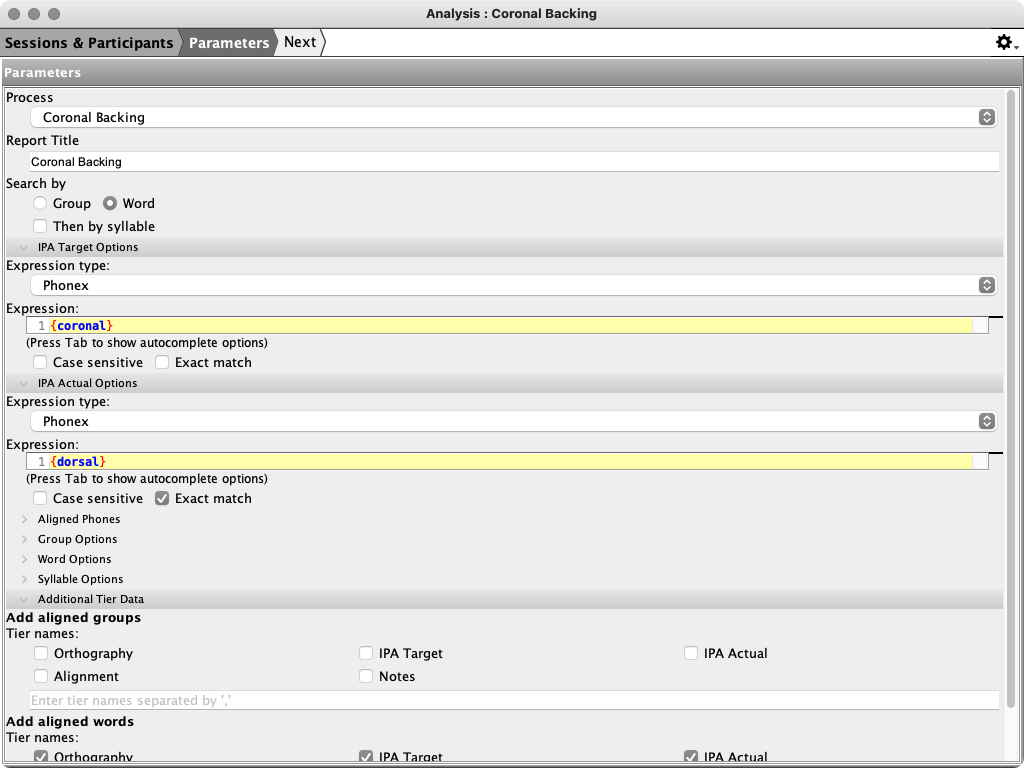 Analysis : Coronal Backing
Sessions & Participants Parameters Next
Parameters
Process
Coronal Backing
Report Title
Coronal Backing
Search by
Group Word
Then by syllable
IPA Target Options
Expression type:
Phonex
Expression:
1 {coronal}
(Press Tab to show autocomplete options)
Case sensitive Exact match
IPA Actual Options
Expression type:
Phonex
Expression:
1 {dorsal}
(Press Tab to show autocomplete options)
Case sensitive Exact match
Aligned Phones
Group Options
Word Options
Syllable Options
Additional Tier Data
Add aligned groups
Tier names:
Orthography IPA Target IPA Actual
Alignment Notes
Enter tier names separated by ','
Add aligned words
Tier names:
Orthography IPA Target IPA Actual